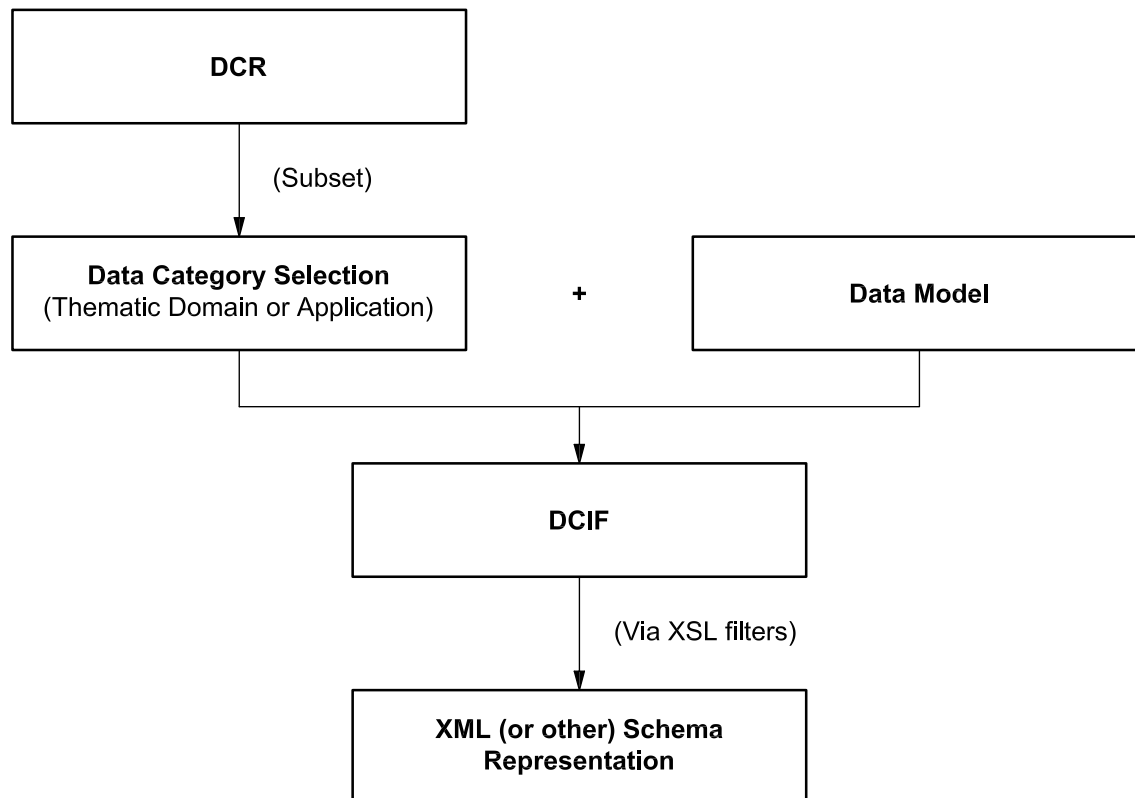 DCR
(Subset)
Data Category Selection
(Thematic Domain or Application)
+
Data Model
DCIF
(Via XSL filters)
XML (or other) Schema
Representation